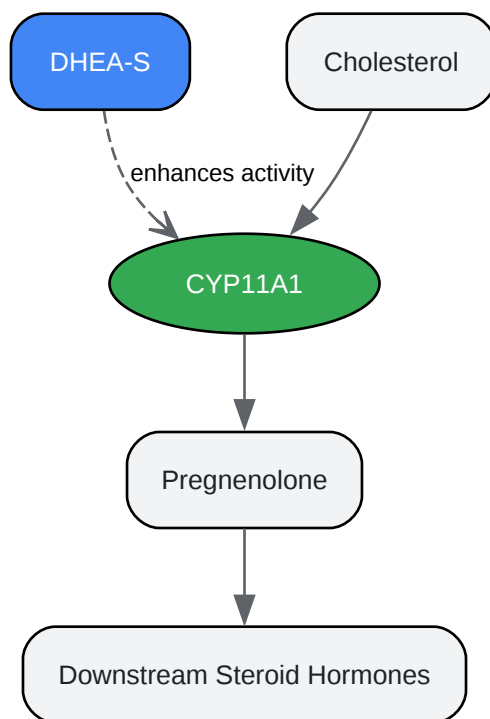 DHEA-S
Cholesterol
enhances activity
CYP11A1
Pregnenolone
Downstream Steroid Hormones